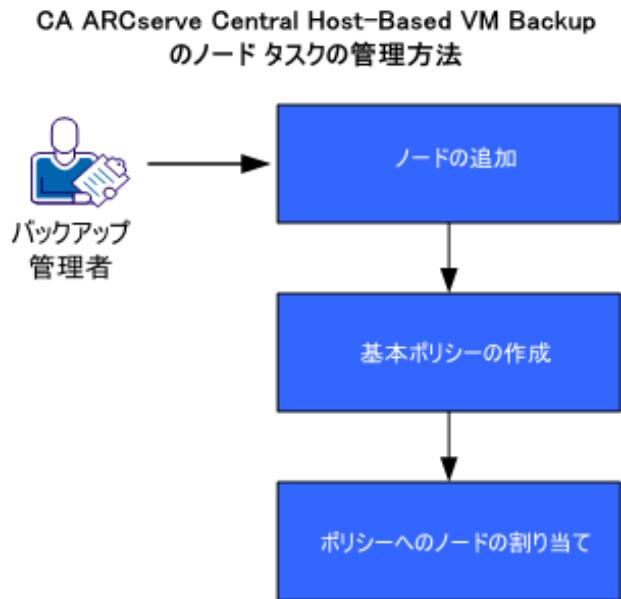 CA ARCserve Central Host-Based VM Backup
のノード タスクの管理方法
ノードの追加
バックアップ
管理者
基本ポリシーの作成
ポリシーへのノードの割り当て